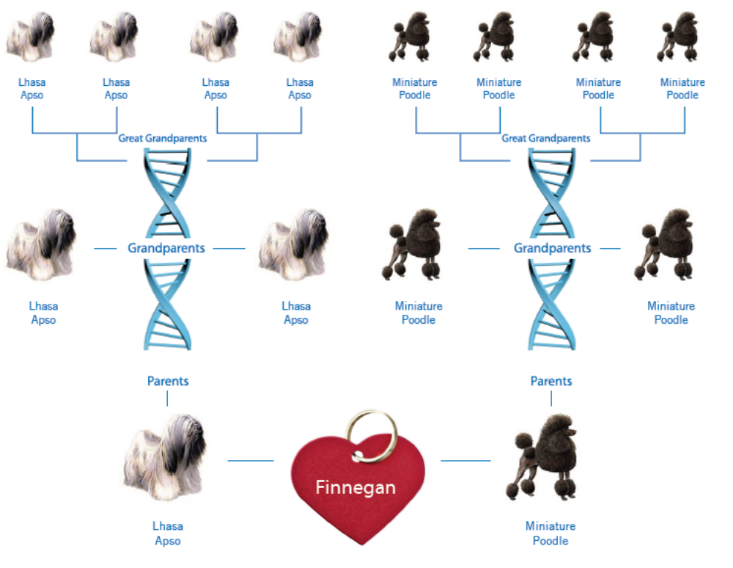 Lhasa
Apso
Lhasa
Apso
Lhasa
Apso
Lhasa
Apso
Miniature
Poodle
Miniature
Poodle
Miniature
Poodle
Miniature
Poodle
Great Grandparents
Great Grandparents
Grandparents
Grandparents
Lhasa
Apso
Lhasa
Apso
Miniature
Poodle
Miniature
Poodle
Parents
Parents
Finnegan
Lhasa
Apso
Miniature
Poodle